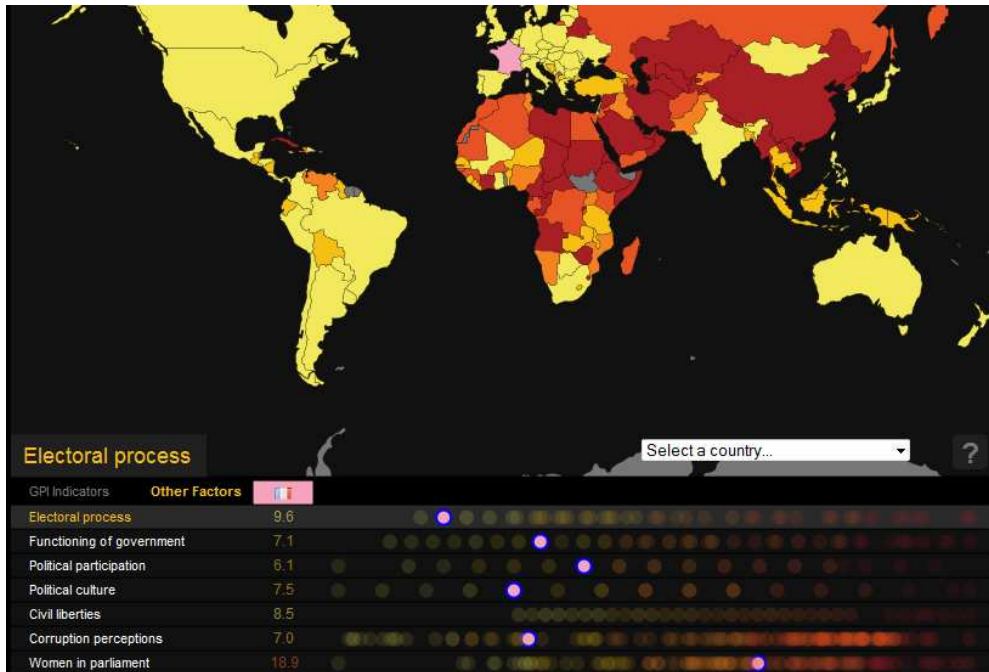 Electoral process
Select a country...
?
GPI Indicators Other Factors
Electoral process 9.6
Functioning of government 7.1
Political participation 6.1
Political culture 7.5
Civil liberties 8.5
Corruption perceptions 7.0
Women in parliament 18.9